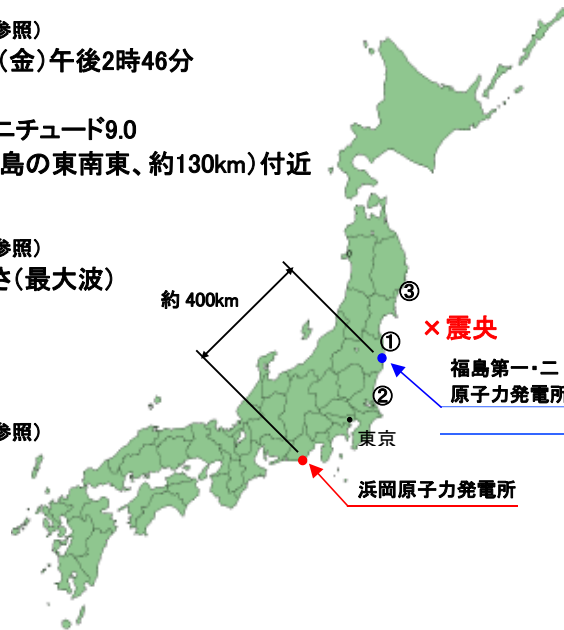 参照）
（金）午後2時46分
ニチュード9.0
島の東南東、約130km）付近
参照）
さ（最大波）
約 400km
③
×震央
①
福島第一・二
原子力発電所
②
参照）
東京
浜岡原子力発電所